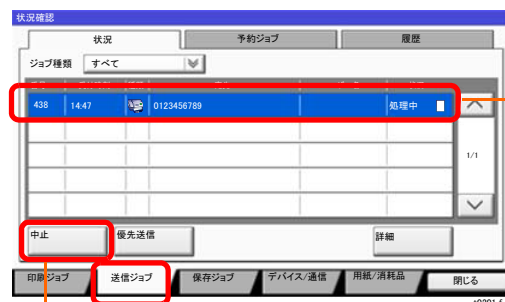 状況確認
状況 予約ジョブ 履歴
ジョブ種類 すべて
438 14:47 0123456789 処理中
1/1
中止 優先送信 詳細
印刷ジョブ 送信ジョブ 保存ジョブ デバイス/通信 用紙/消耗品 閉じる